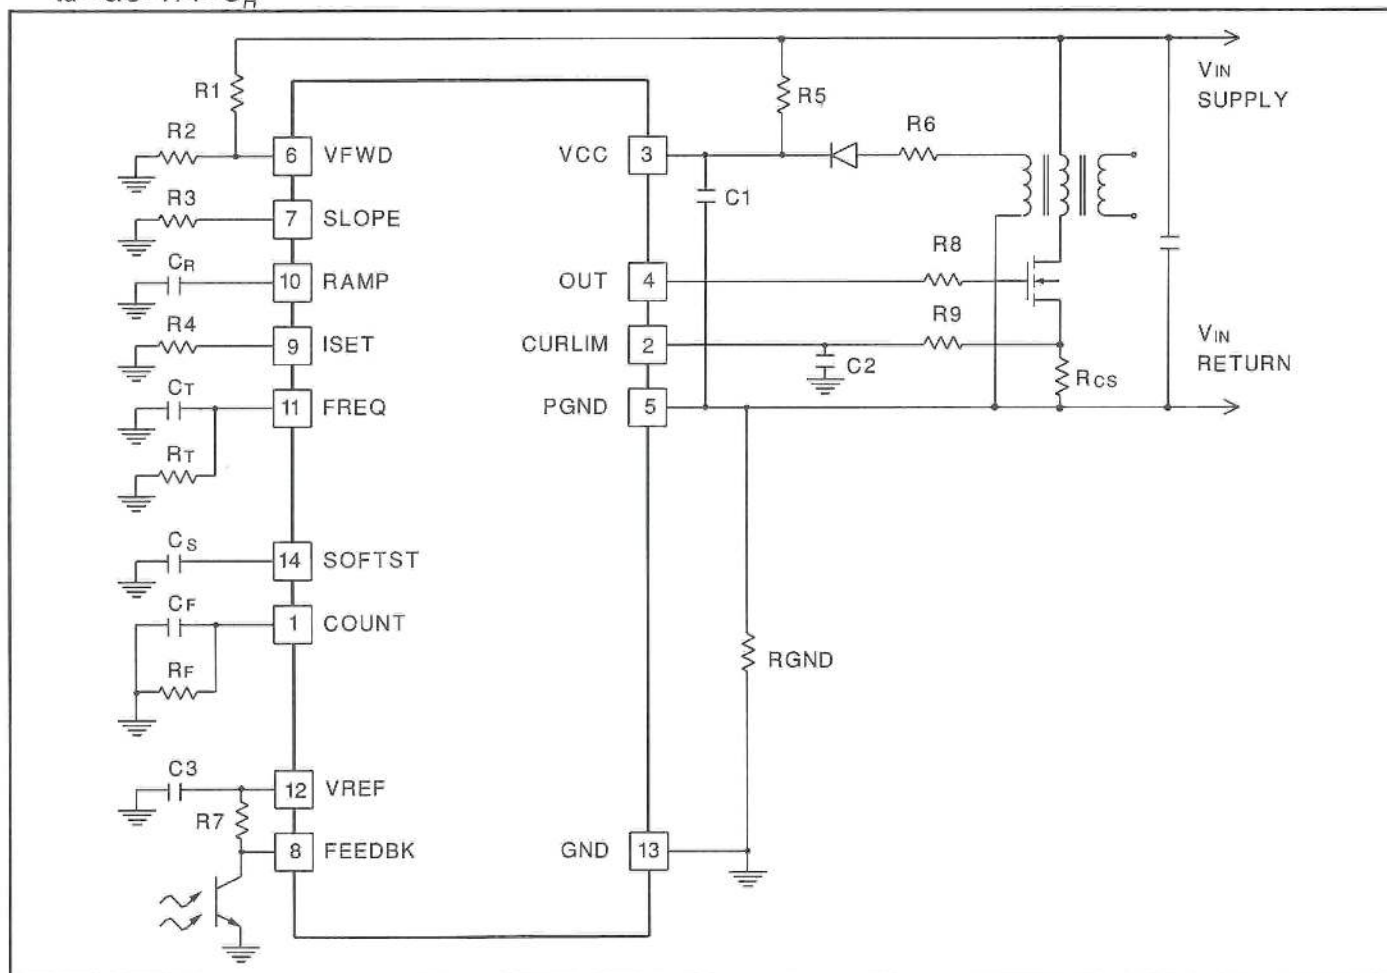 R1
R2
6 VFWD
R3
7 SLOPE
CR
10 RAMP
R4
9 ISET
CT
11 FREQ
RT
CS
14 SOFTST
CF
1 COUNT
RF
C3
12 VREF
R7
8 FEEDBK
VCC 3
OUT 4
CURLIM 2
PGND 5
GND 13
R5
R6
C1
R8
R9
C2
RCS
RGND
VIN
SUPPLY
VIN
RETURN